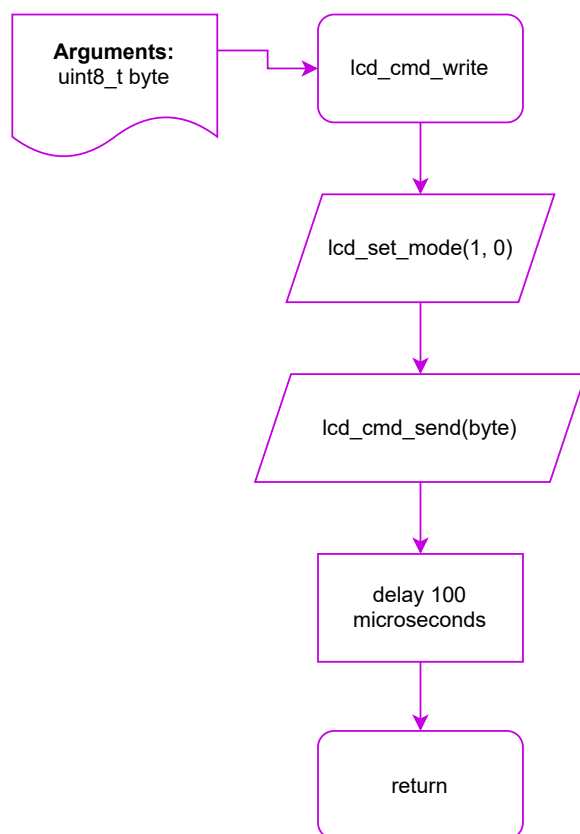 Arguments:
uint8_t byte
lcd_cmd_write
lcd_set_mode(1, 0)
lcd_cmd_send(byte)
delay 100
microseconds
return